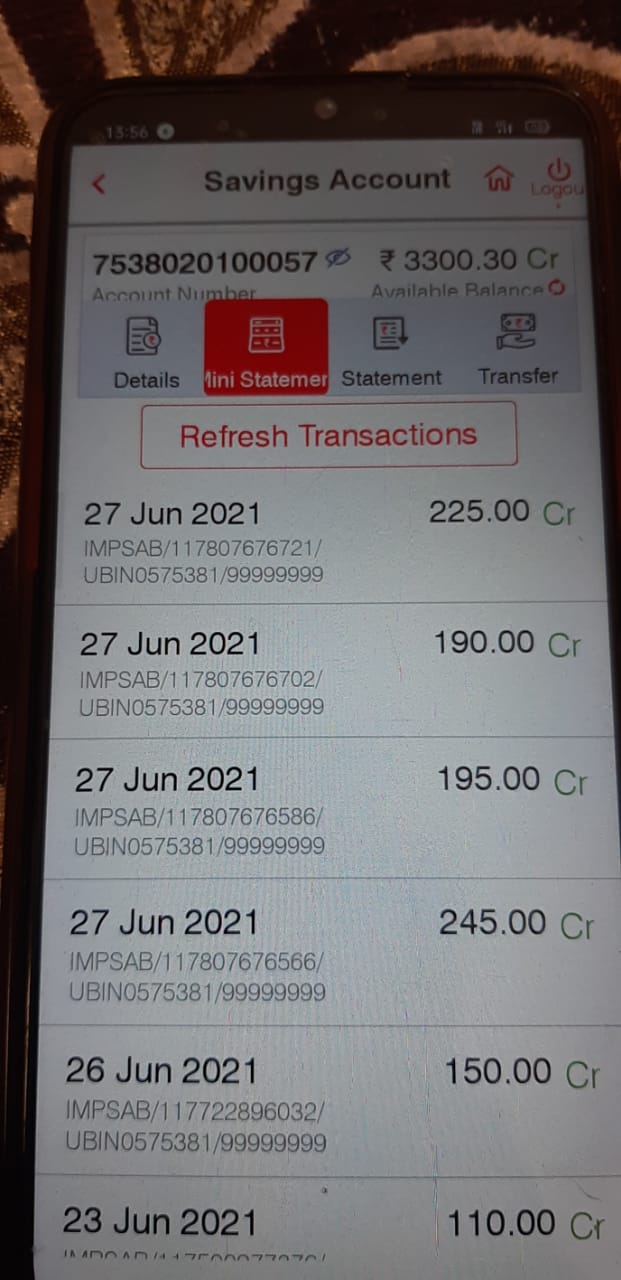 13:56
Savings Account
Logou
7538020100057 ₹ 3300.30 Cr
Account Number Available Balance
Details Mini Statemer Statement Transfer
Refresh Transactions
27 Jun 2021 225.00 Cr
IMPSAB/117807676721/
UBIN0575381/99999999
27 Jun 2021 190.00 Cr
IMPSAB/117807676702/
UBIN0575381/99999999
27 Jun 2021 195.00 Cr
IMPSAB/117807676586/
UBIN0575381/99999999
27 Jun 2021 245.00 Cr
IMPSAB/117807676566/
UBIN0575381/99999999
26 Jun 2021 150.00 Cr
IMPSAB/117722896032/
UBIN0575381/99999999
23 Jun 2021 110.00 Cr